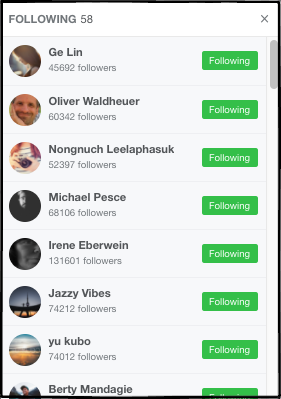 FOLLOWING 58 ×
Ge Lin
45692 followers
Following
Oliver Waldheuer
60342 followers
Following
Nongnuch Leelaphasuk
52397 followers
Following
Michael Pesce
68106 followers
Following
Irene Eberwein
131601 followers
Following
Jazzy Vibes
74212 followers
Following
yu kubo
74012 followers
Following
Berty Mandagie
Following